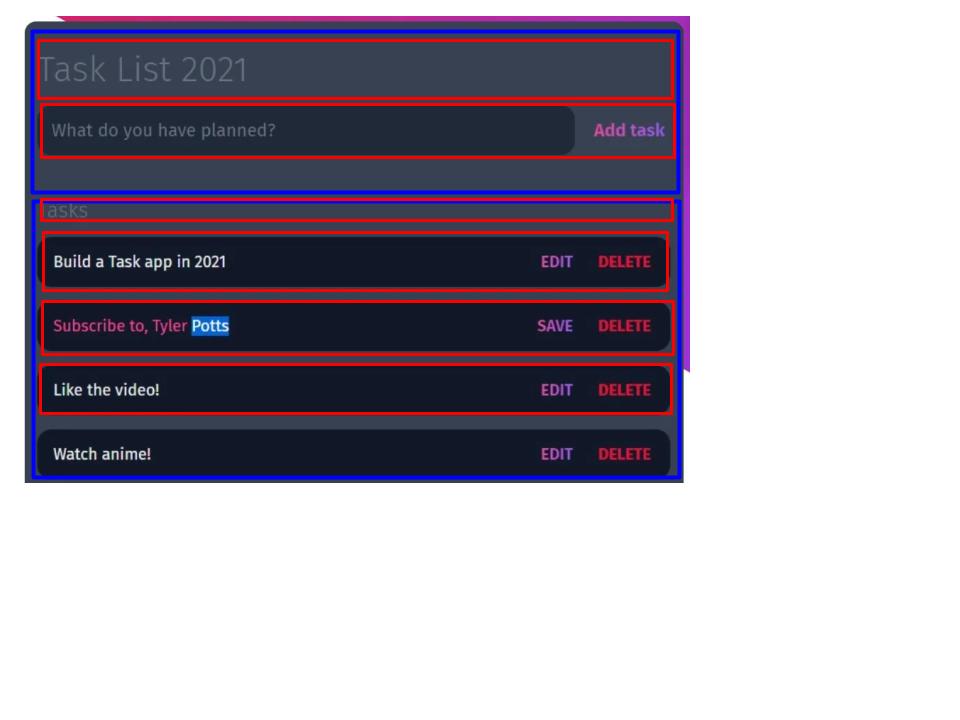 Task List 2021
What do you have planned? Add task
Tasks
Build a Task app in 2021 EDIT DELETE
Subscribe to, Tyler Potts SAVE DELETE
Like the video! EDIT DELETE
Watch anime! EDIT DELETE